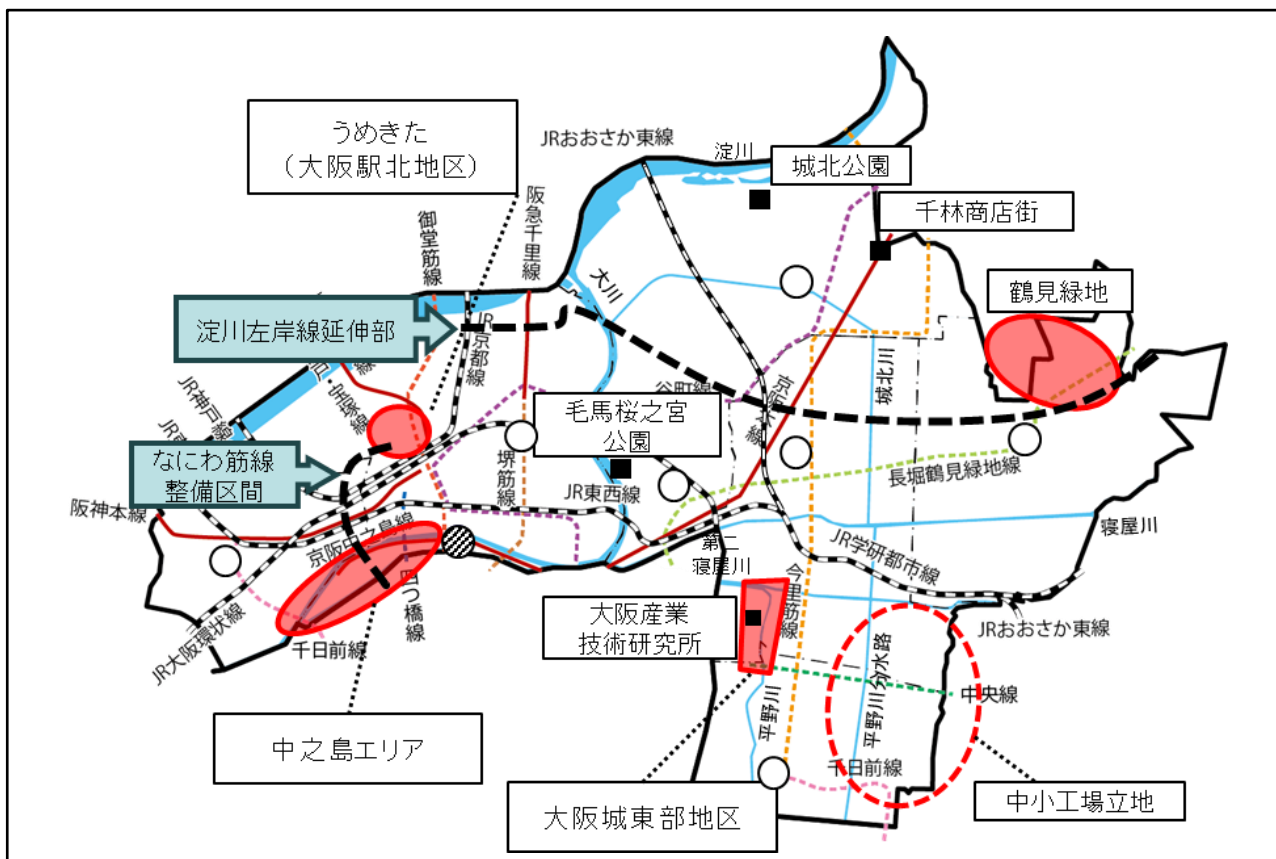 うめきた
（大阪駅北地区）
JRおおさか東線
淀川
城北公園
千林商店街
鶴見緑地
御堂筋線
阪急千里線
大川
淀川左岸線延伸部
JR京都線
谷町線
京阪本線
城北川
JR神戸線
宝塚線
毛馬桜之宮
公園
なにわ筋線
整備区間
堺筋線
長堀鶴見緑地線
阪神本線
JR東西線
京阪中之島線
第二
寝屋川
寝屋川
JR学研都市線
四つ橋線
今里筋線
大阪産業
技術研究所
JRおおさか東線
JR大阪環状線
千日前線
平野川
平野川分水路
中央線
中之島エリア
千日前線
大阪城東部地区
中小工場立地